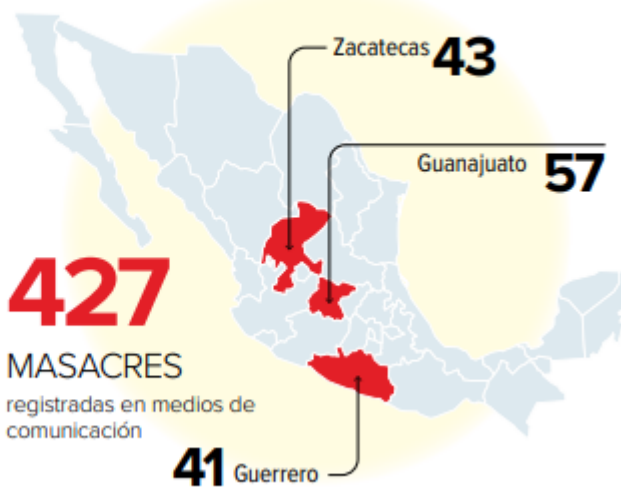 Zacatecas 43
Guanajuato 57
427
MASACRES
registradas en medios de
comunicación
41 Guerrero